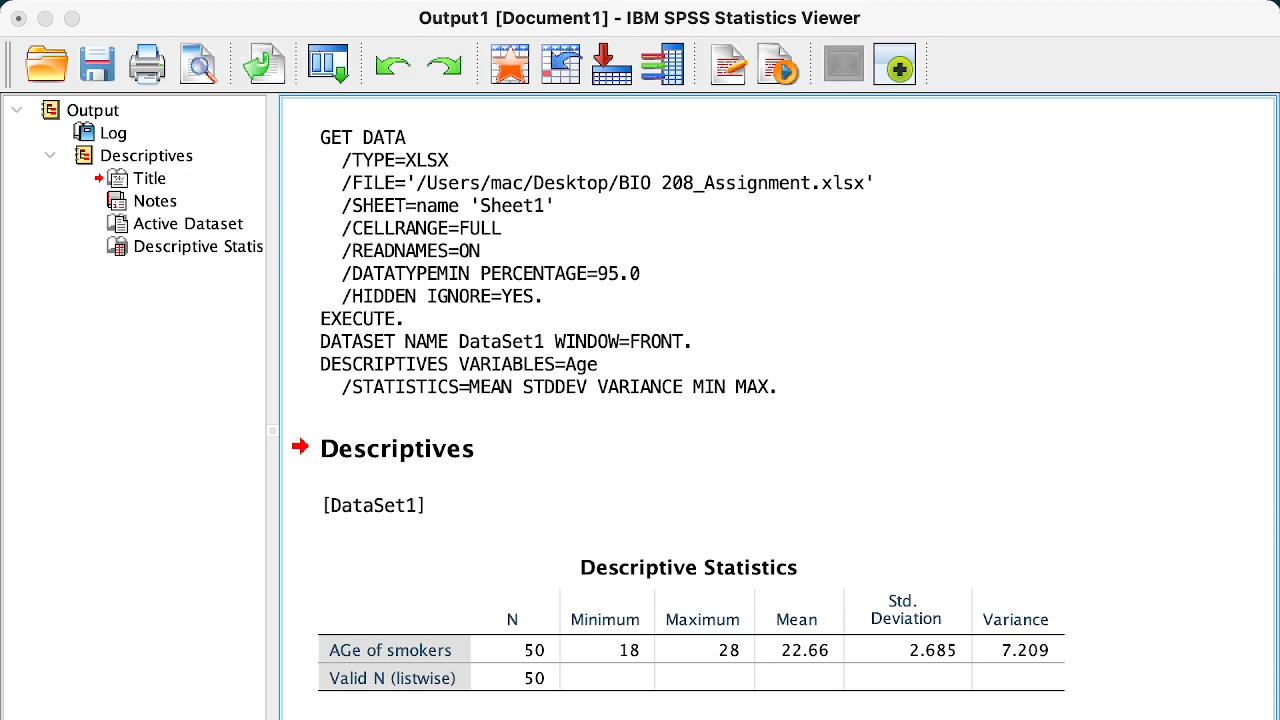 Output1 [Document1] - IBM SPSS Statistics Viewer
Output
Log
Descriptives
Title
Notes
Active Dataset
Descriptive Statis
GET DATA
/TYPE=XLSX
/FILE='/Users/mac/Desktop/BIO 208_Assignment.xlsx'
/SHEET=name 'Sheet1'
/CELLRANGE=FULL
/READNAMES=ON
/DATATYPEMIN PERCENTAGE=95.0
/HIDDEN IGNORE=YES.
EXECUTE.
DATASET NAME DataSet1 WINDOW=FRONT.
DESCRIPTIVES VARIABLES=Age
/STATISTICS=MEAN STDDEV VARIANCE MIN MAX.
Descriptives
[DataSet1]
Descriptive Statistics
N Minimum Maximum Mean Std. Deviation Variance
AGe of smokers 50 18 28 22.66 2.685 7.209
Valid N (listwise) 50